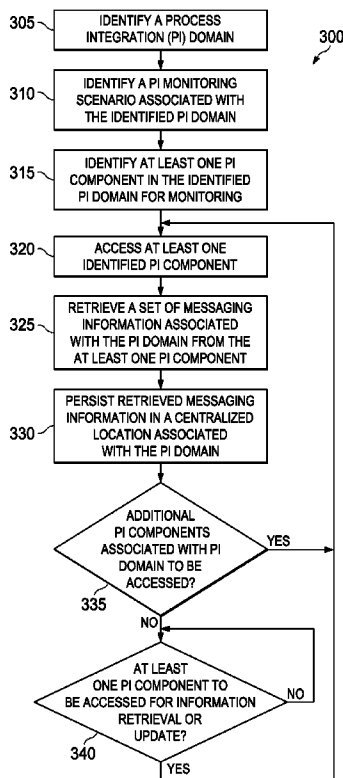 300
305
IDENTIFY A PROCESS
INTEGRATION (PI) DOMAIN
310
IDENTIFY A PI MONITORING
SCENARIO ASSOCIATED WITH
THE IDENTIFIED PI DOMAIN
315
IDENTIFY AT LEAST ONE PI
COMPONENT IN THE IDENTIFIED
PI DOMAIN FOR MONITORING
320
ACCESS AT LEAST ONE
IDENTIFIED PI COMPONENT
325
RETRIEVE A SET OF MESSAGING
INFORMATION ASSOCIATED
WITH THE PI DOMAIN FROM THE
AT LEAST ONE PI COMPONENT
330
PERSIST RETRIEVED MESSAGING
INFORMATION IN A CENTRALIZED
LOCATION ASSOCIATED
WITH THE PI DOMAIN
ADDITIONAL
PI COMPONENTS
ASSOCIATED WITH PI
DOMAIN TO BE
ACCESSED?
YES
335
NO
AT LEAST
ONE PI COMPONENT TO
BE ACCESSED FOR INFORMATION
RETRIEVAL OR
UPDATE?
NO
340
YES